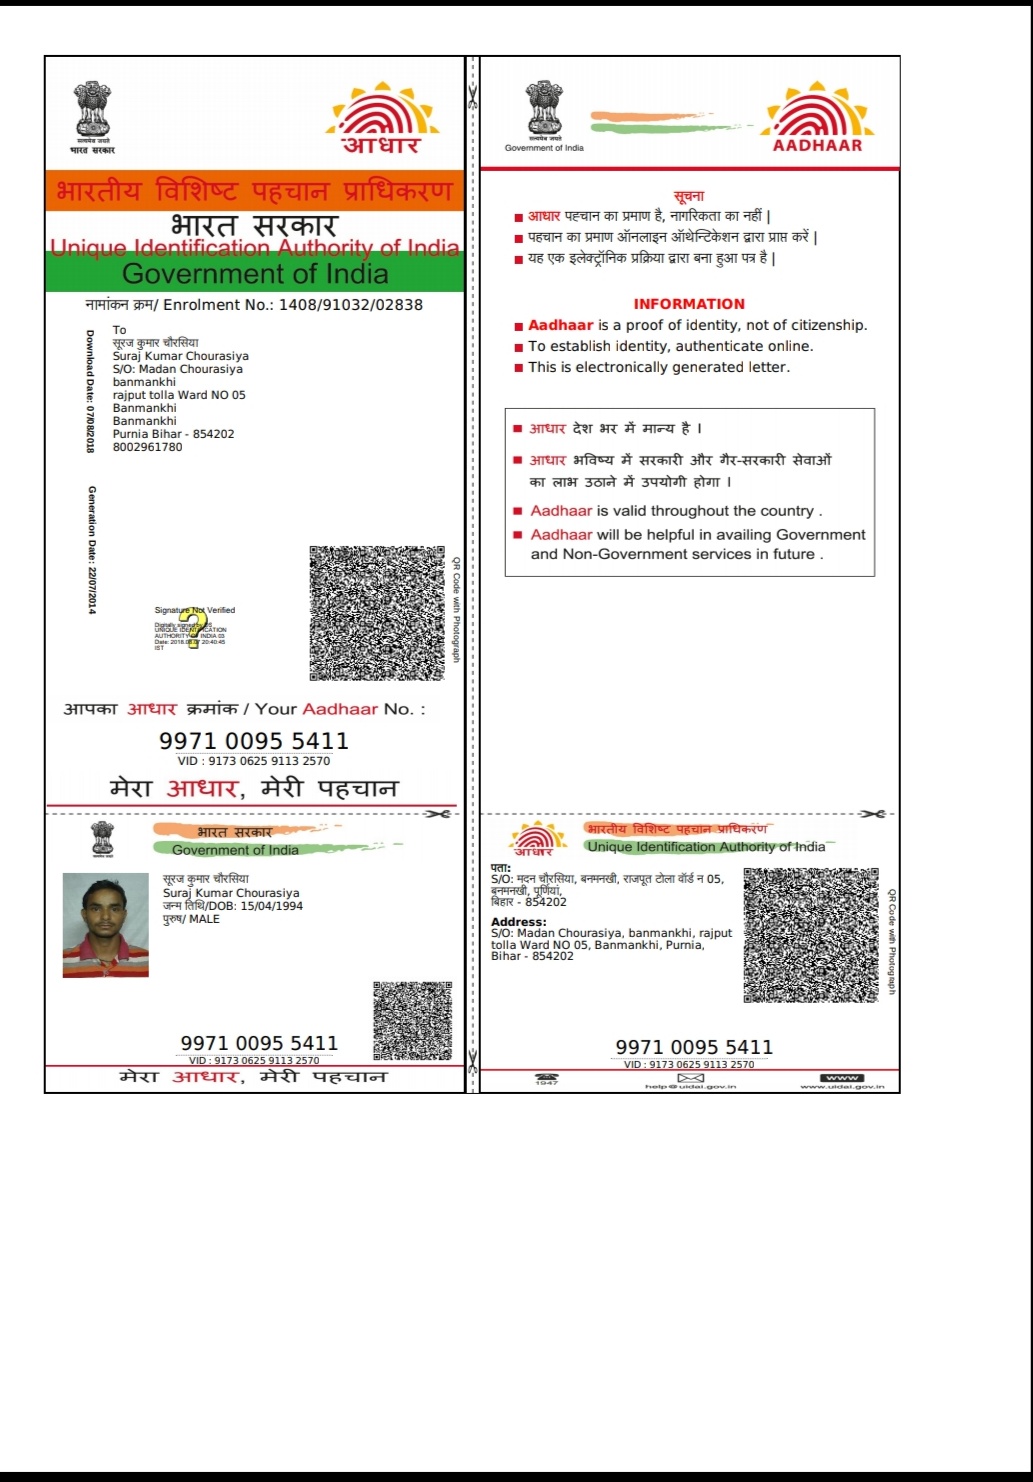 सत्यमेव जयते
भारत सरकार
आधार
भारतीय विशिष्ट पहचान प्राधिकरण
भारत सरकार
Unique Identification Authority of India
Government of India
नामांकन क्रम/ Enrolment No.: 1408/91032/02838
Download Date: 07/08/2018
To
सूरज कुमार चौरसिया
Suraj Kumar Chourasiya
S/O: Madan Chourasiya
banmankhi
rajput tolla Ward NO 05
Banmankhi
Banmankhi
Purnia Bihar - 854202
8002961780
Generation Date: 22/07/2014
QR Code with Photograph
Signature Not Verified
Digitally signed by DS
UNIQUE IDENTIFICATION
AUTHORITY OF INDIA 03
Date: 2018.08.07 20:40:45
IST
आपका आधार क्रमांक / Your Aadhaar No. :
9971 0095 5411
VID : 9173 0625 9113 2570
मेरा आधार, मेरी पहचान
भारत सरकार
Government of India
सूरज कुमार चौरसिया
Suraj Kumar Chourasiya
जन्म तिथि/DOB: 15/04/1994
पुरुष/ MALE
9971 0095 5411
VID : 9173 0625 9113 2570
मेरा आधार, मेरी पहचान
सत्यमेव जयते
Government of India
AADHAAR
सूचना
आधार पहचान का प्रमाण है, नागरिकता का नहीं |
पहचान का प्रमाण ऑनलाइन ऑथेन्टिकेशन द्वारा प्राप्त करें |
यह एक इलेक्ट्रॉनिक प्रक्रिया द्वारा बना हुआ पत्र है |
INFORMATION
Aadhaar is a proof of identity, not of citizenship.
To establish identity, authenticate online.
This is electronically generated letter.
आधार देश भर में मान्य है ।
आधार भविष्य में सरकारी और गैर-सरकारी सेवाओं
का लाभ उठाने में उपयोगी होगा ।
Aadhaar is valid throughout the country .
Aadhaar will be helpful in availing Government
and Non-Government services in future .
आधार
भारतीय विशिष्ट पहचान प्राधिकरण
Unique Identification Authority of India
पता:
S/O: मदन चौरसिया, बनमनखी, राजपूत टोला वॉर्ड न 05,
बनमनखी, पूर्णियां,
बिहार - 854202
Address:
S/O: Madan Chourasiya, banmankhi, rajput
tolla Ward NO 05, Banmankhi, Purnia,
Bihar - 854202
QR Code with Photograph
9971 0095 5411
VID : 9173 0625 9113 2570
1947
help@uidai.gov.in
www
www.uidai.gov.in